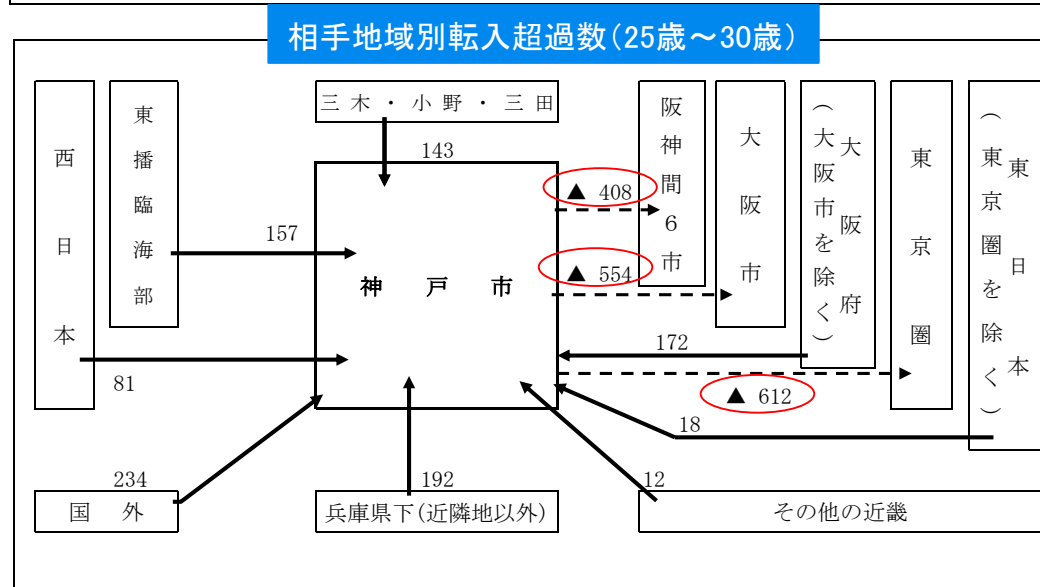 相手地域別転入超過数(25歳～30歳)
三木・小野・三田
西日本
東播臨海部
阪神間6市
大阪市
大阪府
(大阪市を除く)
東京圏
東日本
(東京圏を除く)
143
▲ 408
157
▲ 554
神戸市
172
81
▲ 612
18
234
192
12
国外
兵庫県下(近隣地以外)
その他の近畿